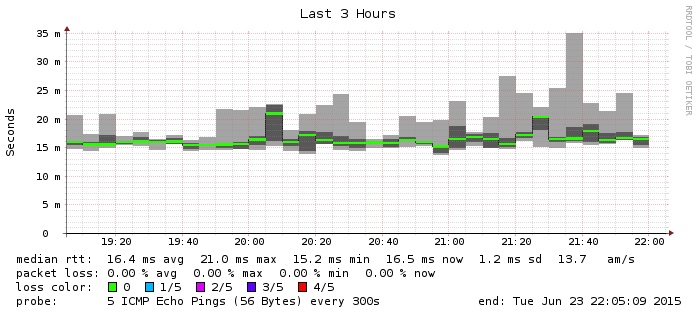 Last 3 Hours
RRDTOOL / TOBI OETIKER
Seconds
35 m
30 m
25 m
20 m
15 m
10 m
5 m
0
19:20 19:40 20:00 20:20 20:40 21:00 21:20 21:40 22:00
median rtt: 16.4 ms avg 21.0 ms max 15.2 ms min 16.5 ms now 1.2 ms sd 13.7 am/s
packet loss: 0.00 % avg 0.00 % max 0.00 % min 0.00 % now
loss color: 0 1/5 2/5 3/5 4/5
probe: 5 ICMP Echo Pings (56 Bytes) every 300s end: Tue Jun 23 22:05:09 2015